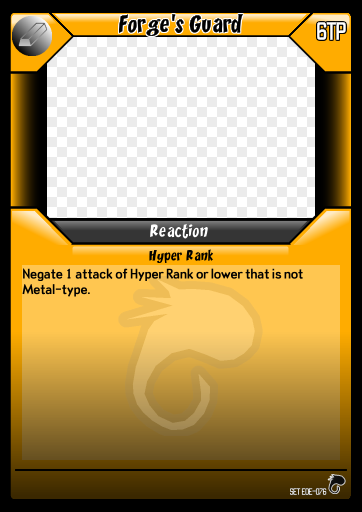 Forge's Guard
6TP
Reaction
Hyper Rank
Negate 1 attack of Hyper Rank or lower that is not
Metal-type.
SET EOE-076